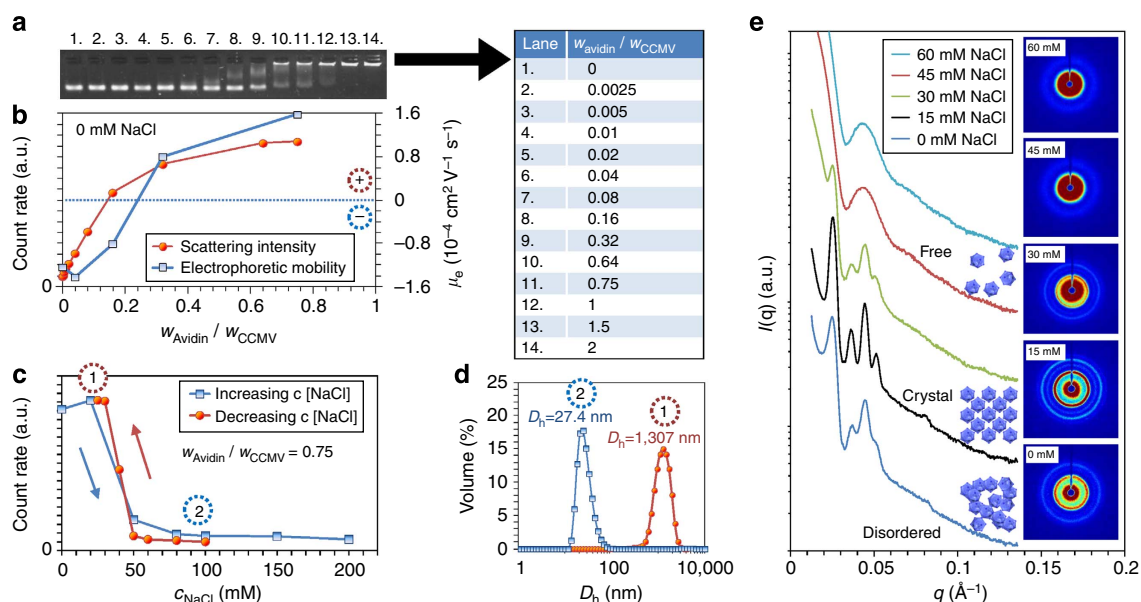 a
1. 2. 3. 4. 5. 6. 7. 8. 9. 10. 11. 12. 13. 14.
Lane w_avidin / w_CCMV
1. 0
2. 0.0025
3. 0.005
4. 0.01
5. 0.02
6. 0.04
7. 0.08
8. 0.16
9. 0.32
10. 0.64
11. 0.75
12. 1
13. 1.5
14. 2
b
0 mM NaCl
Count rate (a.u.)
0
Scattering intensity
Electrophoretic mobility
+
−
1.6
0.8
0
−0.8
−1.6
μe (10⁻⁴ cm² V⁻¹ s⁻¹)
0 0.2 0.4 0.6 0.8 1
w_Avidin / w_CCMV
c
1
2
Increasing c [NaCl]
Decreasing c [NaCl]
w_Avidin / w_CCMV = 0.75
Count rate (a.u.)
0
0 50 100 150 200
c_NaCl (mM)
d
2
1
D_h=27.4 nm
D_h=1,307 nm
Volume (%)
25
20
15
10
5
0
1 100 10,000
D_h (nm)
e
60 mM NaCl
45 mM NaCl
30 mM NaCl
15 mM NaCl
0 mM NaCl
60 mM
45 mM
30 mM
15 mM
0 mM
Free
Crystal
Disordered
I(q) (a.u.)
0 0.05 0.1 0.15 0.2
q (Å⁻¹)